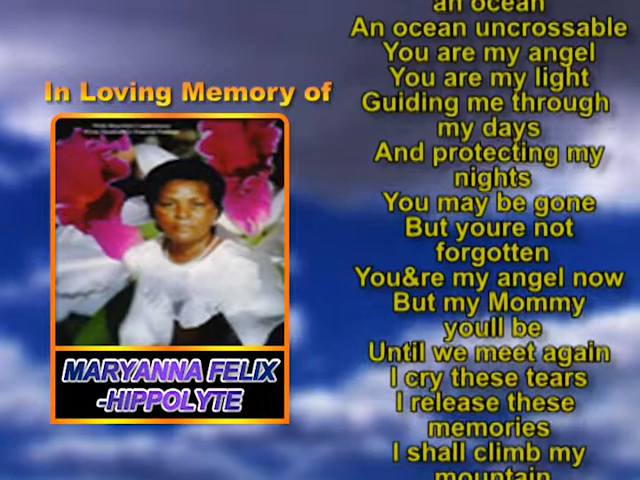 In Loving Memory of
MARYANNA FELIX
-HIPPOLYTE
an ocean
An ocean uncrossable
You are my angel
You are my light
Guiding me through
my days
And protecting my
nights
You may be gone
But youre not
forgotten
You&re my angel now
But my Mommy
youll be
Until we meet again
I cry these tears
I release these
memories
I shall climb my
mountain